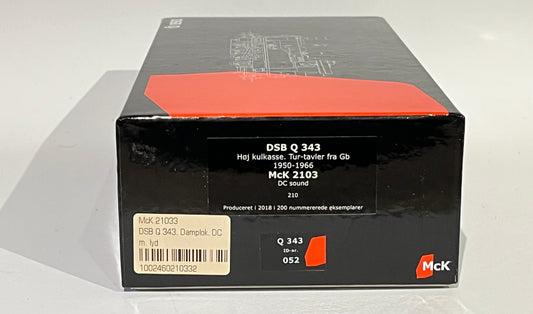 DSB Q 343
Høj kulkasse. Tur-tavler fra Gb
1950-1966
McK 2103
DC sound
210
Produceret i 2018 i 200 nummererede eksemplarer
McK 21033
DSB Q 343. Damplok. DC
m. lyd
1002460210332
Q 343
ID-nr.
052
McK